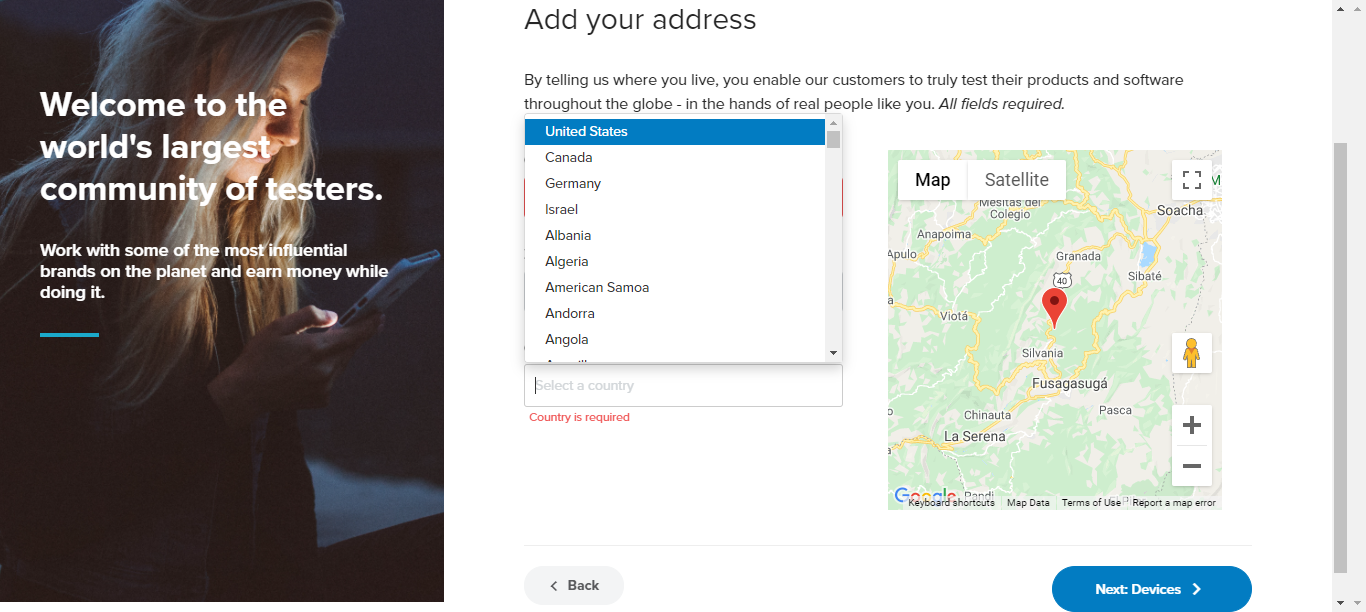 Welcome to the
world's largest
community of testers.
Work with some of the most influential
brands on the planet and earn money while
doing it.
Add your address
By telling us where you live, you enable our customers to truly test their products and software
throughout the globe - in the hands of real people like you. All fields required.
United States
Canada
Germany
Israel
Albania
Algeria
American Samoa
Andorra
Angola
Select a country
Country is required
Map
Satellite
Mesitas del
Colegio
Soacha
Anapoima
Apulo
Granada
40
Sibaté
Viotá
Silvania
Fusagasugá
Pasca
Chinauta
La Serena
Pandi
Google
Keyboard shortcuts
Map Data
Terms of Use
Report a map error
Back
Next: Devices